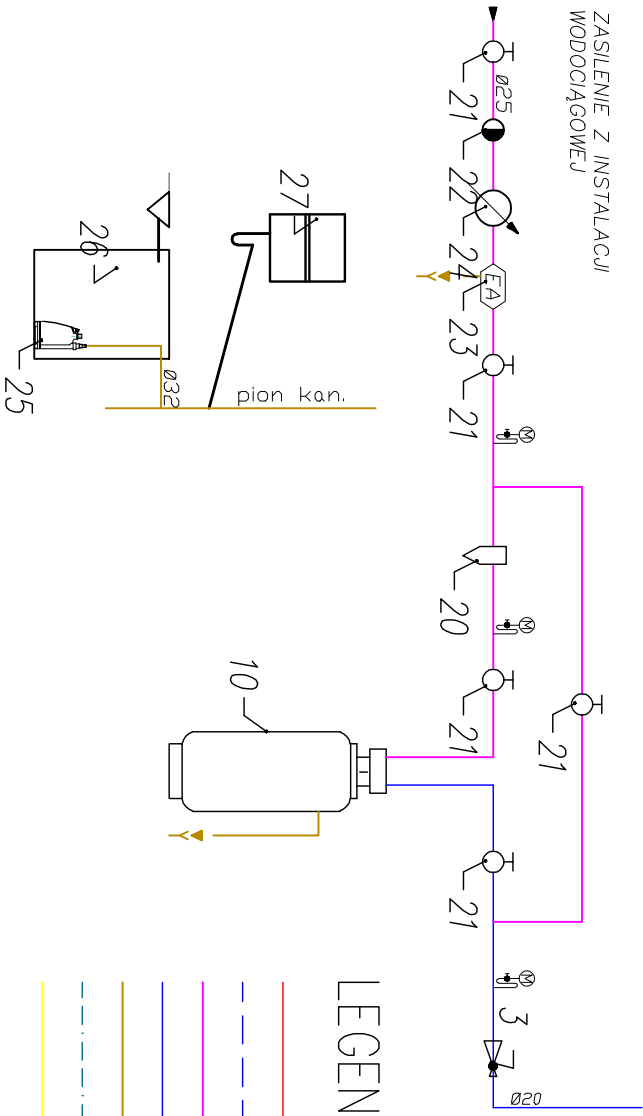 ZASILENIE Z INSTALACJI
WODOCIĄGOWEJ
21
ø25
22
24
EA
23
21
M
20
M
21
21
10
21
M
3
ø20
27
26
25
ø32
pion kan.
LEGEN